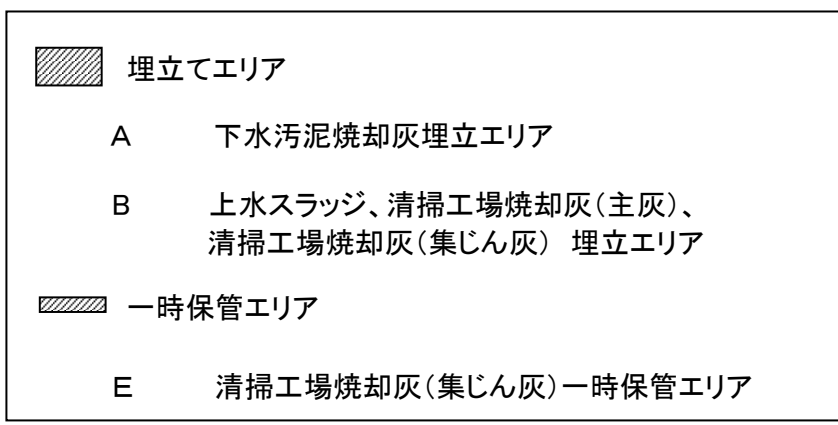 埋立てエリア
A 下水汚泥焼却灰埋立エリア
B 上水スラッジ、清掃工場焼却灰(主灰)、
清掃工場焼却灰(集じん灰) 埋立エリア
一時保管エリア
E 清掃工場焼却灰(集じん灰)一時保管エリア